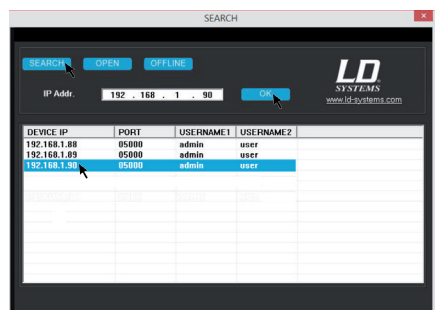 SEARCH
SEARCH OPEN OFFLINE
IP Addr. 192 . 168 . 1 . 90 OK
LD
SYSTEMS
www.ld-systems.com
DEVICE IP PORT USERNAME1 USERNAME2
192.168.1.88 05000 admin user
192.168.1.89 05000 admin user
192.168.1.90 05000 admin user